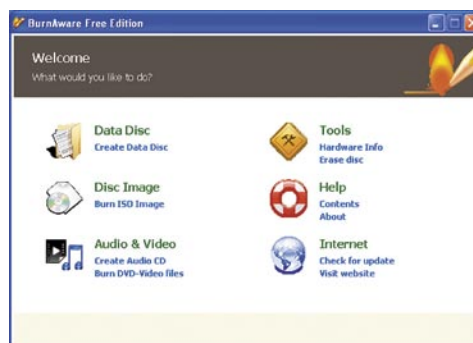 BurnAware Free Edition
Welcome
What would you like to do?
Data Disc
Create Data Disc
Disc Image
Burn ISO Image
Audio & Video
Create Audio CD
Burn DVD-Video files
Tools
Hardware Info
Erase disc
Help
Contents
About
Internet
Check for update
Visit website